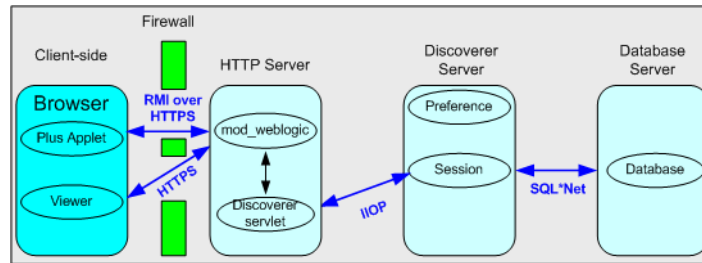 Firewall
Client-side
HTTP Server
Discoverer
Server
Database
Server
Browser
Plus Applet
Viewer
RMI over
HTTPS
HTTPS
mod_weblogic
Discoverer
servlet
IIOP
Preference
Session
SQL*Net
Database